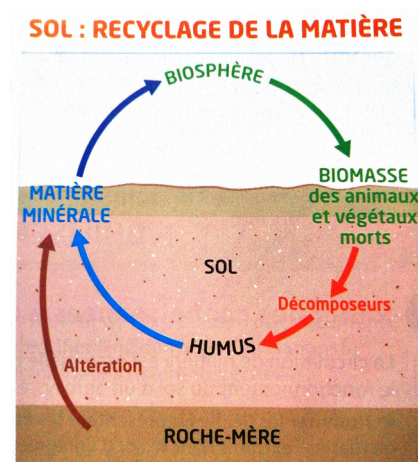 SOL : RECYCLAGE DE LA MATIÈRE
BIOSPHÈRE
BIOMASSE
des animaux
et végétaux
morts
MATIÈRE
MINÉRALE
SOL
Décomposeurs
HUMUS
Altération
ROCHE-MÈRE